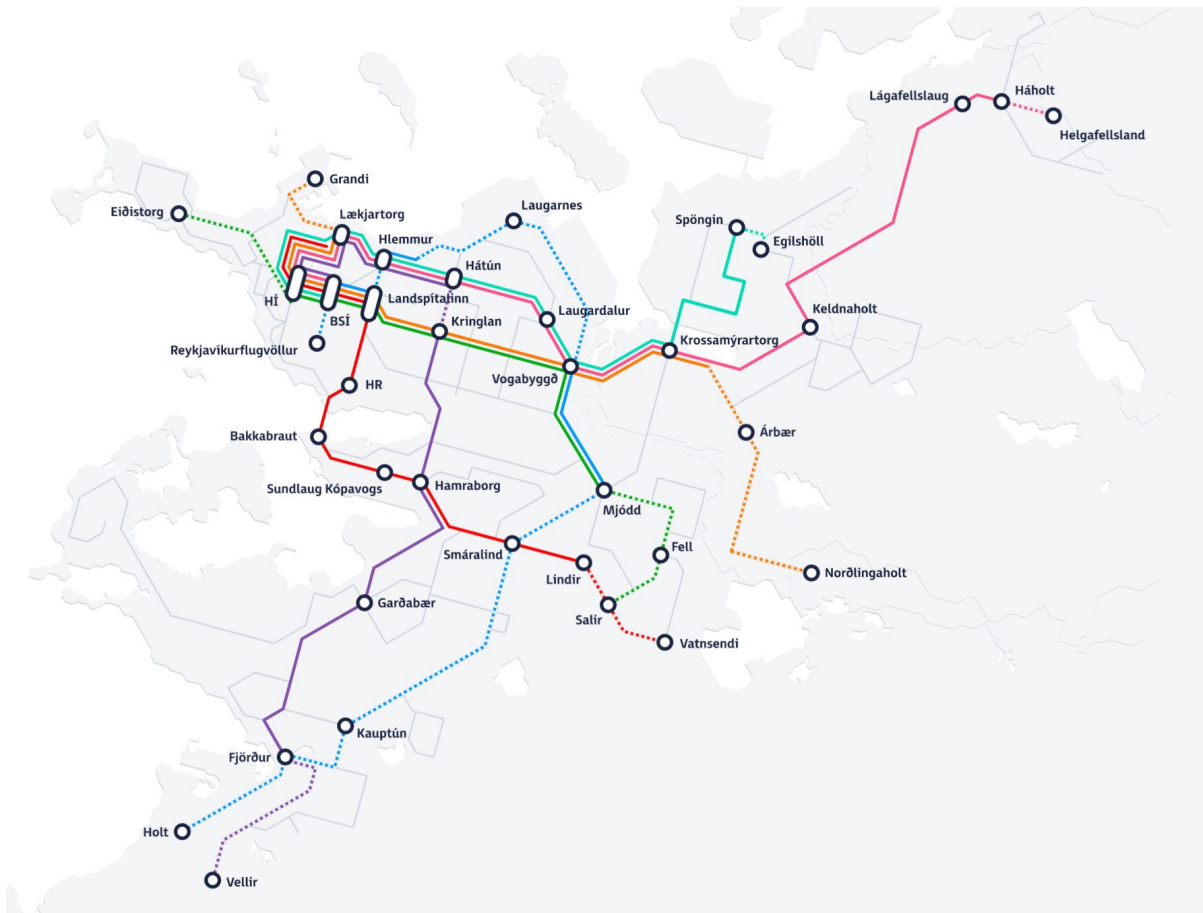 Lágafellslaug
Háholt
Helgafellsland
Grandi
Eiðistorg
Lækjartorg
Laugarnes
Spöngin
Hlemmur
Egilshöll
Hátún
HÍ
Landspítalinn
BSÍ
Kringlan
Laugardalur
Keldnaholt
Reykjavíkurflugvöllur
Krossamýrartorg
Vogabyggð
HR
Bakkabraut
Árbær
Sundlaug Kópavogs
Hamraborg
Mjódd
Smáralind
Fell
Lindir
Norðlingaholt
Garðabær
Salir
Vatnsendi
Kauptún
Fjörður
Holt
Vellir